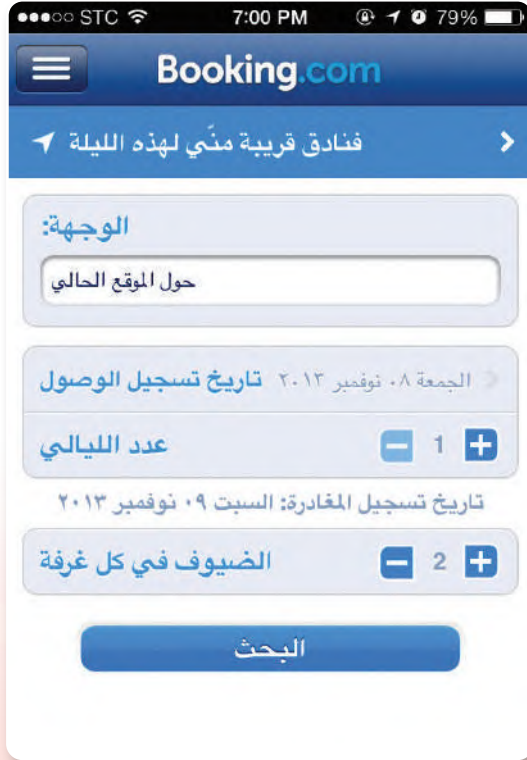 STC 7:00 PM 79%
Booking.com
فنادق قريبة منّي لهذه الليلة
الوجهة:
حول الموقع الحالي
تاريخ تسجيل الوصول الجمعة ٠٨ نوفمبر ٢٠١٣
عدد الليالي 1
تاريخ تسجيل المغادرة: السبت ٠٩ نوفمبر ٢٠١٣
الضيوف في كل غرفة 2
البحث